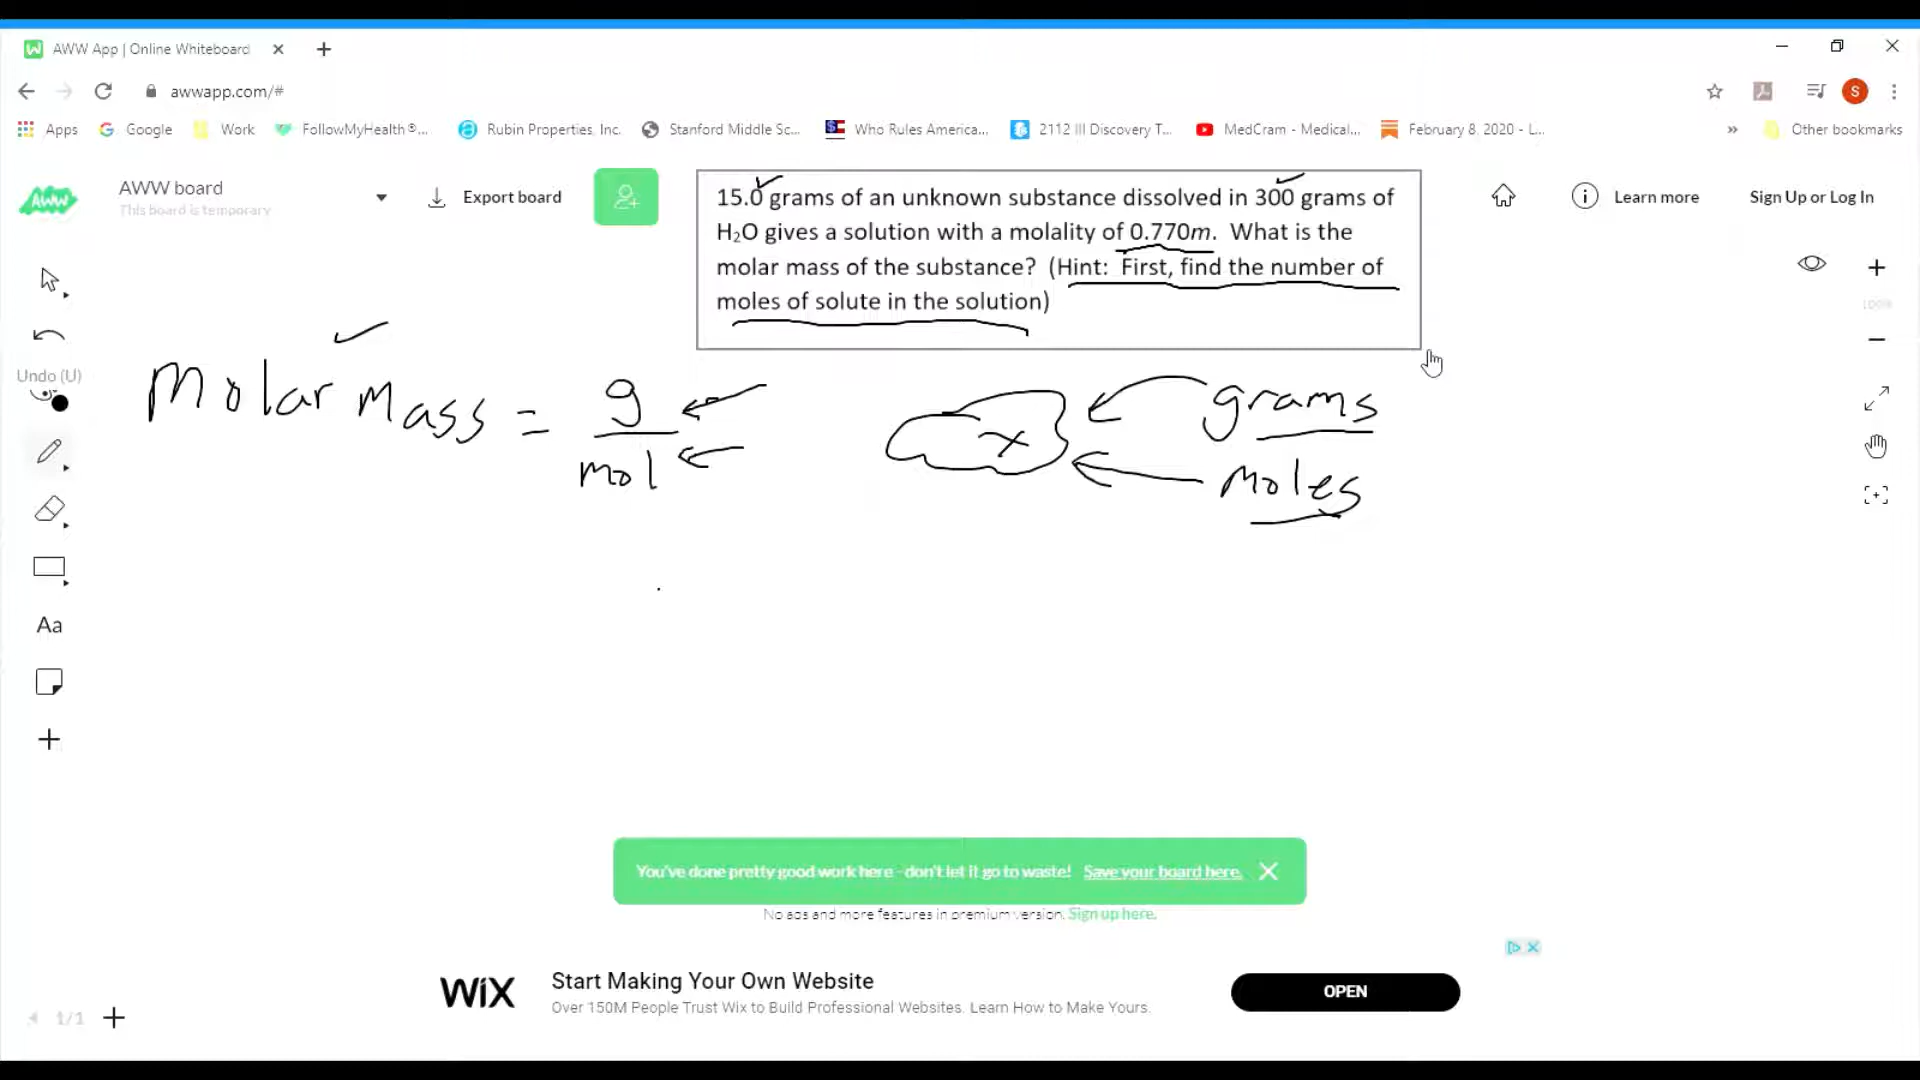 AWW App | Online Whiteboard
awwapp.com/#
Apps Google Work FollowMyHealth®... Rubin Properties, Inc. Stanford Middle Sc... Who Rules America... 2112 III Discovery T... MedCram - Medical... February 8, 2020 - L... » Other bookmarks
AWW
AWW board
This board is temporary
Export board
Learn more
Sign Up or Log In
15.0 grams of an unknown substance dissolved in 300 grams of
H₂O gives a solution with a molality of 0.770m. What is the
molar mass of the substance? (Hint: First, find the number of
moles of solute in the solution)
100%
Undo (U)
Molar Mass = g
mol
x
grams
moles
Aa
You've done pretty good work here - don't let it go to waste! Save your board here.
No ads and more features in premium version. Sign up here.
WiX
Start Making Your Own Website
Over 150M People Trust Wix to Build Professional Websites. Learn How to Make Yours.
OPEN
1/1
S